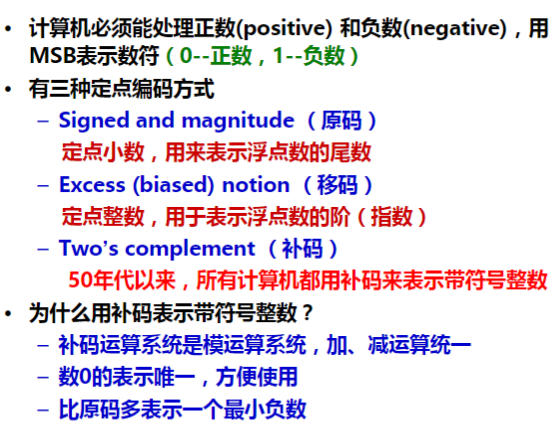 • 计算机必须能处理正数(positive) 和负数(negative)，用
MSB表示数符（0--正数，1--负数）
• 有三种定点编码方式
– Signed and magnitude （原码）
定点小数，用来表示浮点数的尾数
– Excess (biased) notion （移码）
定点整数，用于表示浮点数的阶（指数）
– Two’s complement （补码）
50年代以来，所有计算机都用补码来表示带符号整数
• 为什么用补码表示带符号整数？
– 补码运算系统是模运算系统，加、减运算统一
– 数0的表示唯一，方便使用
– 比原码多表示一个最小负数